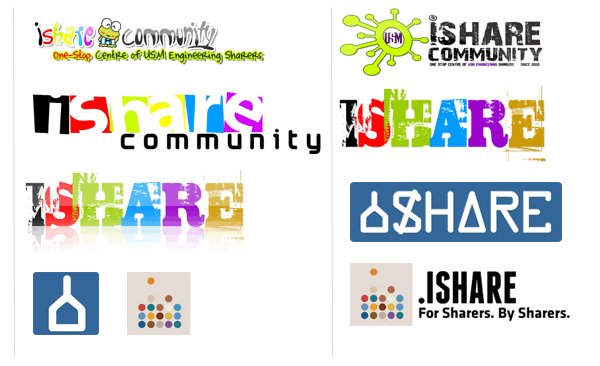 ishare community
One-Stop, Centre of USM Engineering Sharers.
ishare
community
ISHARE
USM
iSHARE
COMMUNITY
ONE STOP CENTRE OF USM ENGINEERING SHARERS SINCE 2005
ISHARE
ISHARE
.ISHARE
For Sharers. By Sharers.